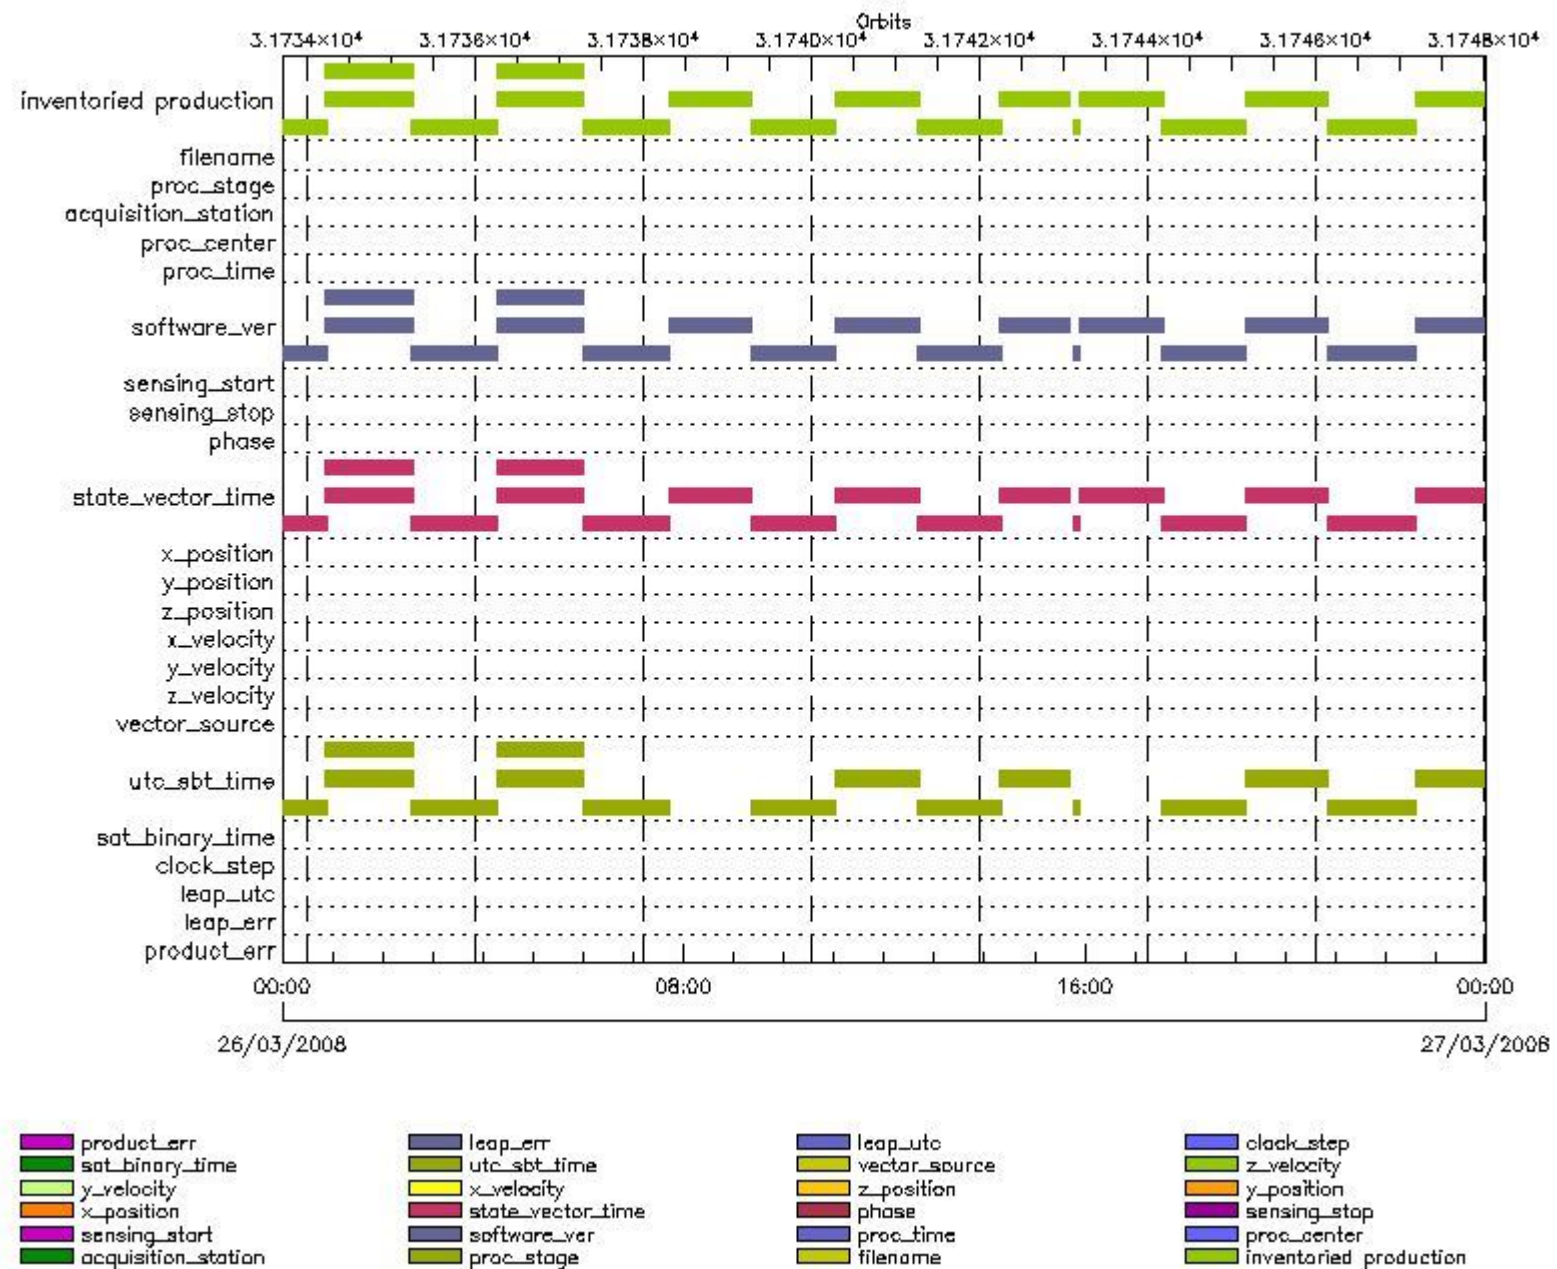 Orbits
3.1734×10⁴ 3.1736×10⁴ 3.1738×10⁴ 3.1740×10⁴ 3.1742×10⁴ 3.1744×10⁴ 3.1746×10⁴ 3.1748×10⁴
inventoried production
filename
proc_stage
acquisition_station
proc_center
proc_time
software_ver
sensing_start
sensing_stop
phase
state_vector_time
x_position
y_position
z_position
x_velocity
y_velocity
z_velocity
vector_source
utc_sbt_time
sat_binary_time
clock_step
leap_utc
leap_err
product_err
00:00 08:00 16:00 00:00
26/03/2008 27/03/2008
product_err leap_err leap_utc clock_step
sat_binary_time utc_sbt_time vector_source z_velocity
y_velocity x_velocity z_position y_position
x_position state_vector_time phase sensing_stop
sensing_start software_ver proc_time proc_center
acquisition_station proc_stage filename inventoried production